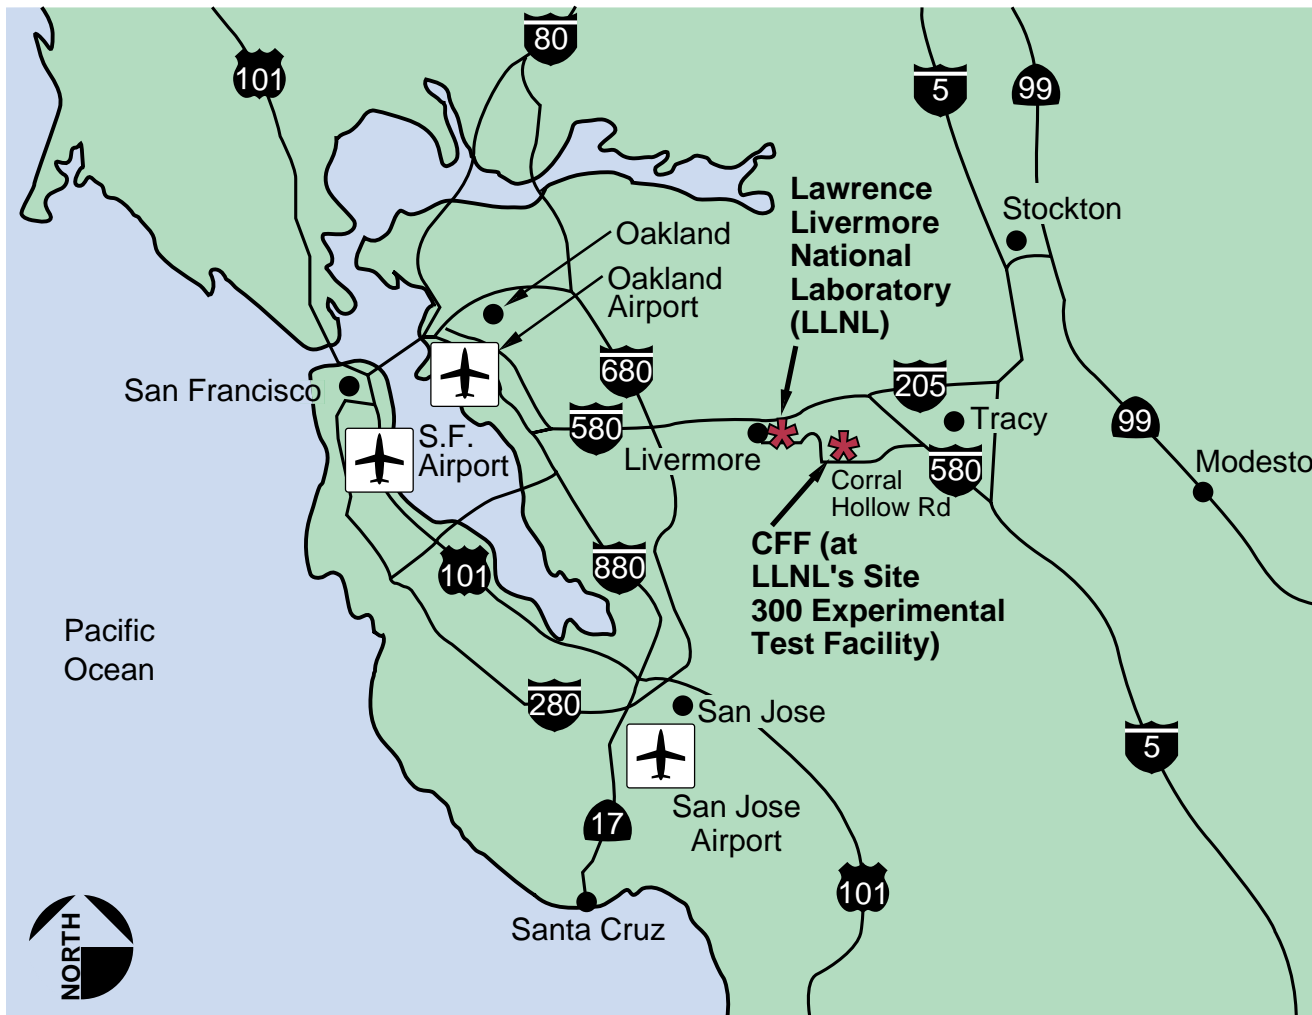 80
101
5
99
Lawrence
Livermore
National
Laboratory
(LLNL)
Stockton
Oakland
Oakland
Airport
680
205
San Francisco
580
Tracy
99
S.F.
Airport
Livermore
Corral
Hollow Rd
580
Modesto
CFF (at
LLNL's Site
300 Experimental
Test Facility)
101
880
Pacific
Ocean
280
San Jose
5
San Jose
Airport
17
101
Santa Cruz
NORTH